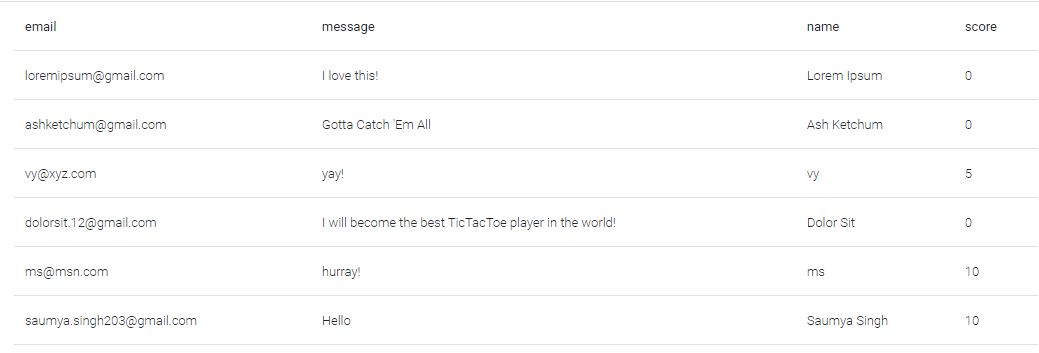 email message name score
loremipsum@gmail.com I love this! Lorem Ipsum 0
ashketchum@gmail.com Gotta Catch 'Em All Ash Ketchum 0
vy@xyz.com yay! vy 5
dolorsit.12@gmail.com I will become the best TicTacToe player in the world! Dolor Sit 0
ms@msn.com hurray! ms 10
saumya.singh203@gmail.com Hello Saumya Singh 10